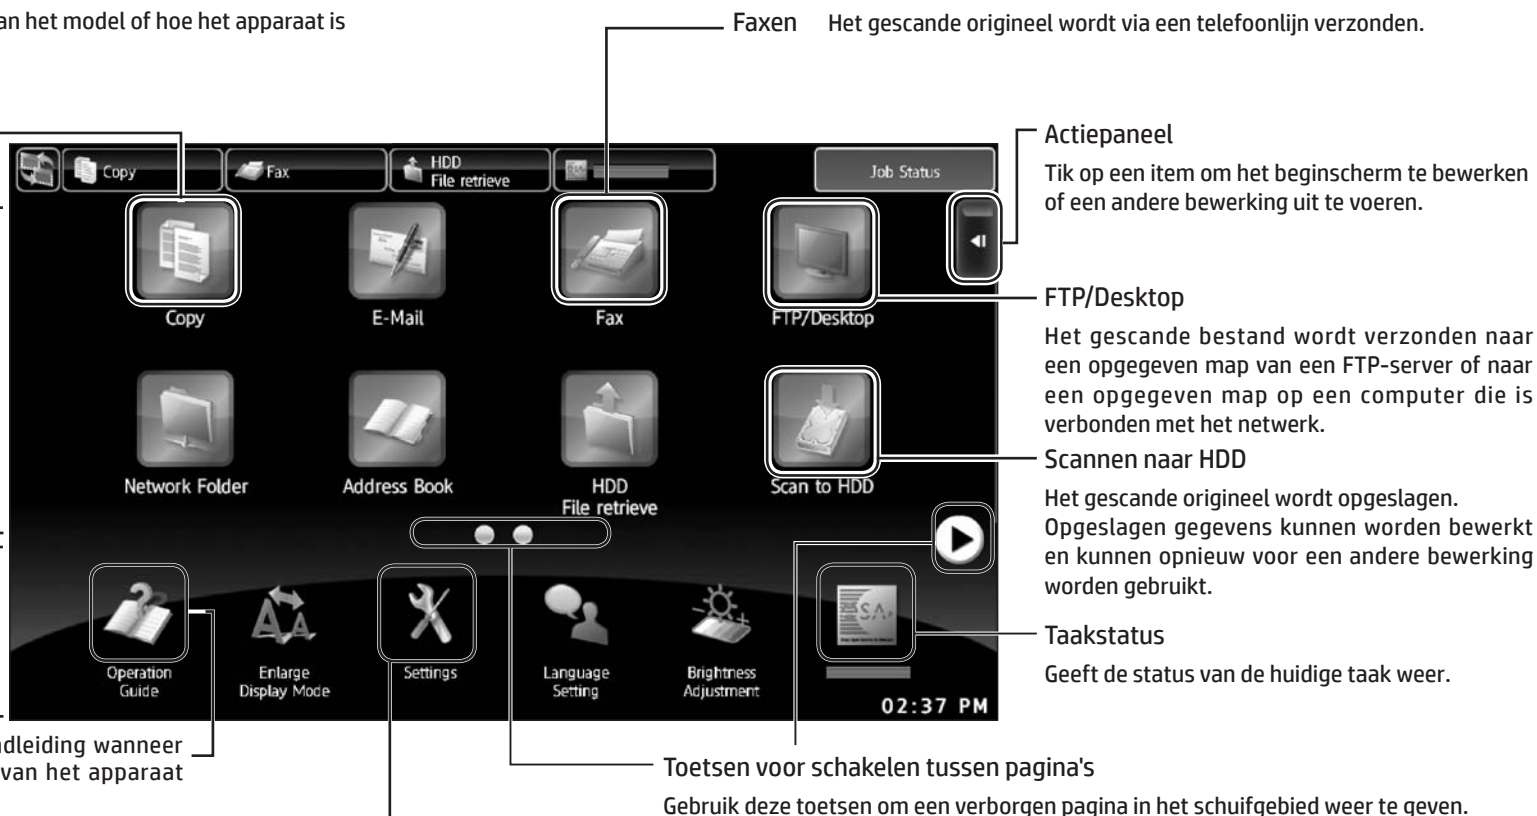 an het model of hoe het apparaat is
Faxen
Het gescande origineel wordt via een telefoonlijn verzonden.
Actiepaneel
Tik op een item om het beginscherm te bewerken
of een andere bewerking uit te voeren.
Copy
Fax
HDD
File retrieve
Job Status
Copy
E-Mail
Fax
FTP/Desktop
FTP/Desktop
Het gescande bestand wordt verzonden naar
een opgegeven map van een FTP-server of naar
een opgegeven map op een computer die is
verbonden met het netwerk.
Network Folder
Address Book
HDD
File retrieve
Scan to HDD
Scannen naar HDD
Het gescande origineel wordt opgeslagen.
Opgeslagen gegevens kunnen worden bewerkt
en kunnen opnieuw voor een andere bewerking
worden gebruikt.
Operation
Guide
Enlarge
Display Mode
Settings
Language
Setting
Brightness
Adjustment
02:37 PM
Taakstatus
Geeft de status van de huidige taak weer.
dleiding wanneer
van het apparaat
Toetsen voor schakelen tussen pagina's
Gebruik deze toetsen om een verborgen pagina in het schuifgebied weer te geven.